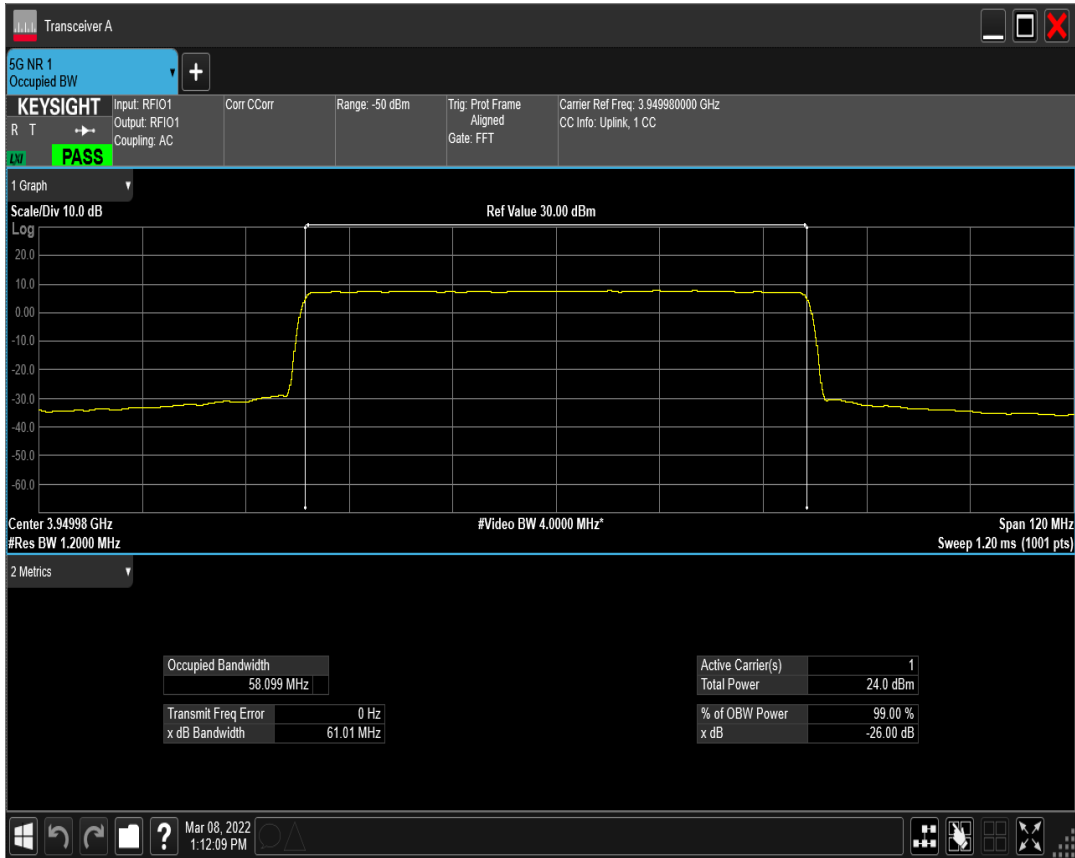 Transceiver A
5G NR 1
Occupied BW
+
KEYSIGHT
R T
LXI
PASS
Input: RFIO1
Output: RFIO1
Coupling: AC
Corr CCorr
Range: -50 dBm
Trig: Prot Frame
Aligned
Gate: FFT
Carrier Ref Freq: 3.949980000 GHz
CC Info: Uplink, 1 CC
1 Graph
Scale/Div 10.0 dB
Ref Value 30.00 dBm
Log
20.0
10.0
0.00
-10.0
-20.0
-30.0
-40.0
-50.0
-60.0
Center 3.94998 GHz
#Video BW 4.0000 MHz*
Span 120 MHz
#Res BW 1.2000 MHz
Sweep 1.20 ms (1001 pts)
2 Metrics
Occupied Bandwidth
58.099 MHz
Transmit Freq Error 0 Hz
x dB Bandwidth 61.01 MHz
Active Carrier(s) 1
Total Power 24.0 dBm
% of OBW Power 99.00 %
x dB -26.00 dB
?
Mar 08, 2022
1:12:09 PM